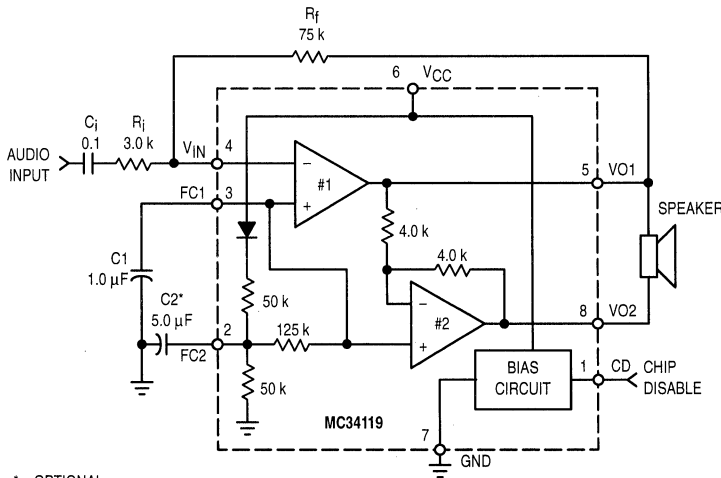 Rf
75 k
6 VCC
Ci
0.1
Ri
3.0 k
VIN 4
AUDIO
INPUT
−
#1
+
5 VO1
FC1 3
SPEAKER
4.0 k
4.0 k
C1
1.0 µF
C2*
5.0 µF
50 k
−
#2
+
8 VO2
2
FC2
125 k
50 k
BIAS
CIRCUIT
1 CD
CHIP
DISABLE
MC34119
7
GND
* OPTIONAL